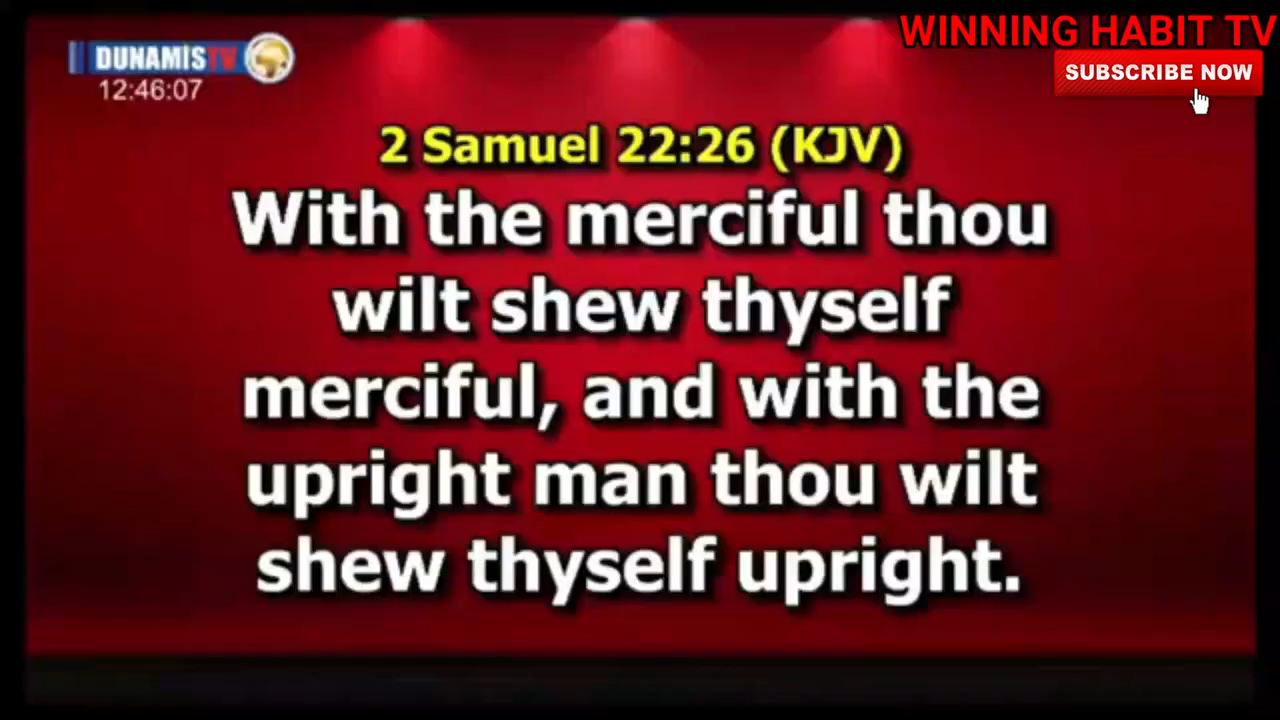 DUNAMIS TV
12:46:07
WINNING HABIT TV
SUBSCRIBE NOW
2 Samuel 22:26 (KJV)
With the merciful thou
wilt shew thyself
merciful, and with the
upright man thou wilt
shew thyself upright.